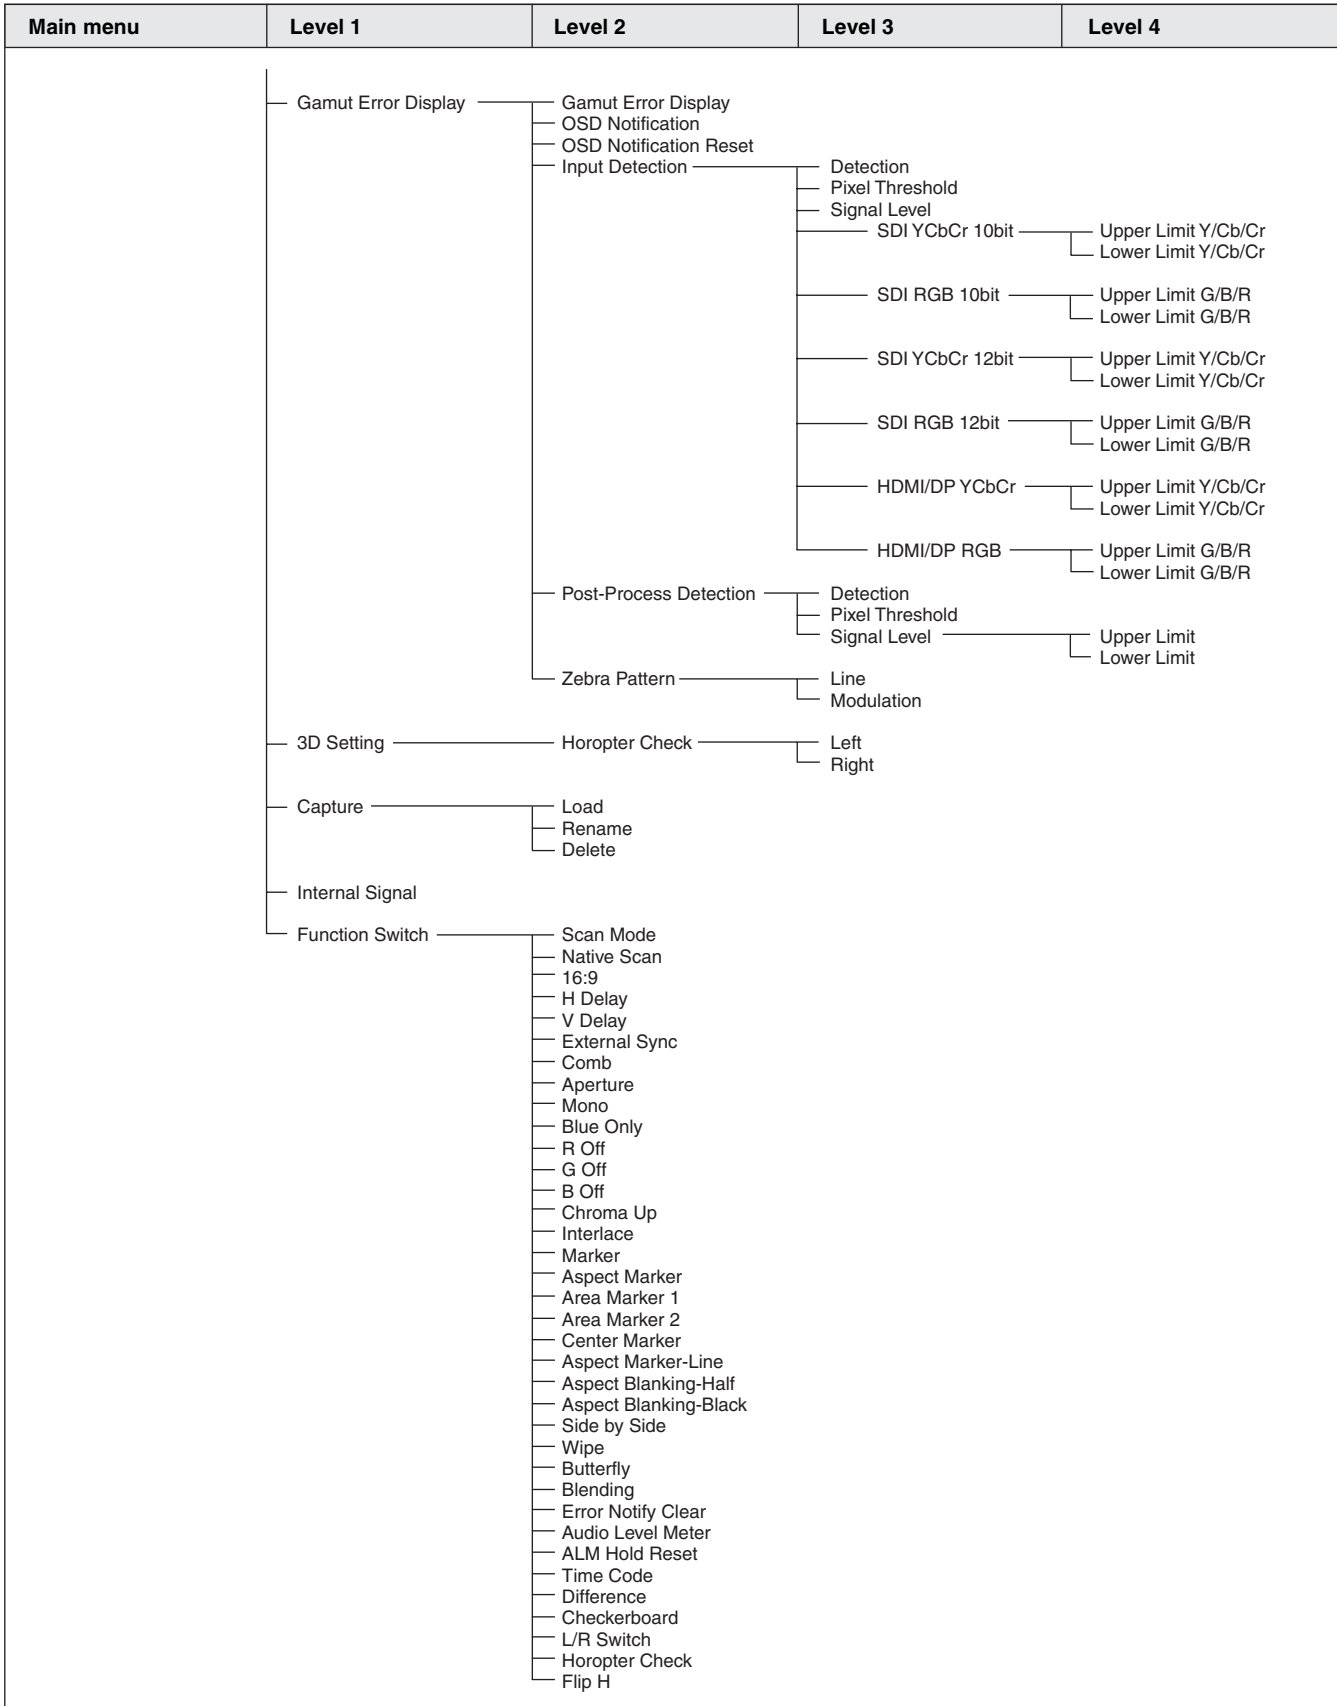 Main menu Level 1 Level 2 Level 3 Level 4
Gamut Error Display Gamut Error Display
OSD Notification
OSD Notification Reset
Input Detection Detection
Pixel Threshold
Signal Level
SDI YCbCr 10bit Upper Limit Y/Cb/Cr
Lower Limit Y/Cb/Cr
SDI RGB 10bit Upper Limit G/B/R
Lower Limit G/B/R
SDI YCbCr 12bit Upper Limit Y/Cb/Cr
Lower Limit Y/Cb/Cr
SDI RGB 12bit Upper Limit G/B/R
Lower Limit G/B/R
HDMI/DP YCbCr Upper Limit Y/Cb/Cr
Lower Limit Y/Cb/Cr
HDMI/DP RGB Upper Limit G/B/R
Lower Limit G/B/R
Post-Process Detection Detection
Pixel Threshold
Signal Level Upper Limit
Lower Limit
Zebra Pattern Line
Modulation
3D Setting Horopter Check Left
Right
Capture Load
Rename
Delete
Internal Signal
Function Switch Scan Mode
Native Scan
16:9
H Delay
V Delay
External Sync
Comb
Aperture
Mono
Blue Only
R Off
G Off
B Off
Chroma Up
Interlace
Marker
Aspect Marker
Area Marker 1
Area Marker 2
Center Marker
Aspect Marker-Line
Aspect Blanking-Half
Aspect Blanking-Black
Side by Side
Wipe
Butterfly
Blending
Error Notify Clear
Audio Level Meter
ALM Hold Reset
Time Code
Difference
Checkerboard
L/R Switch
Horopter Check
Flip H